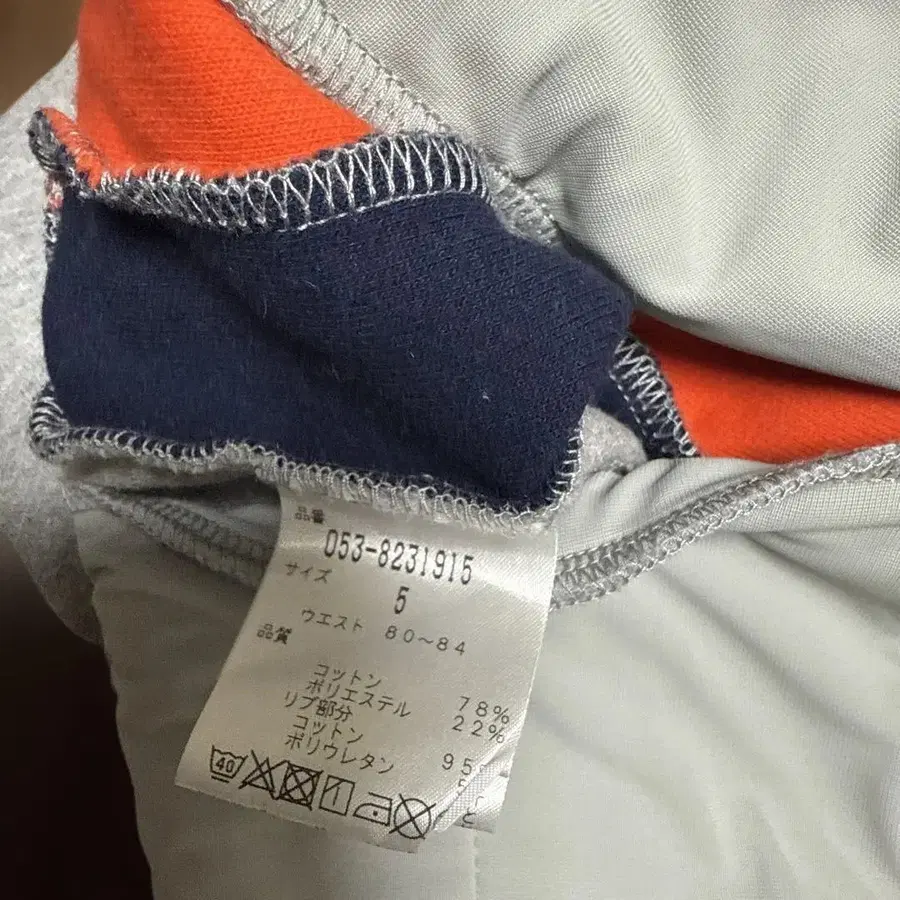 品番
053-8231915
サイズ
5
ウエスト 80～84
品質
コットン 78%
ポリエステル 22%
リブ部分
コットン 95
ポリウレタン
40